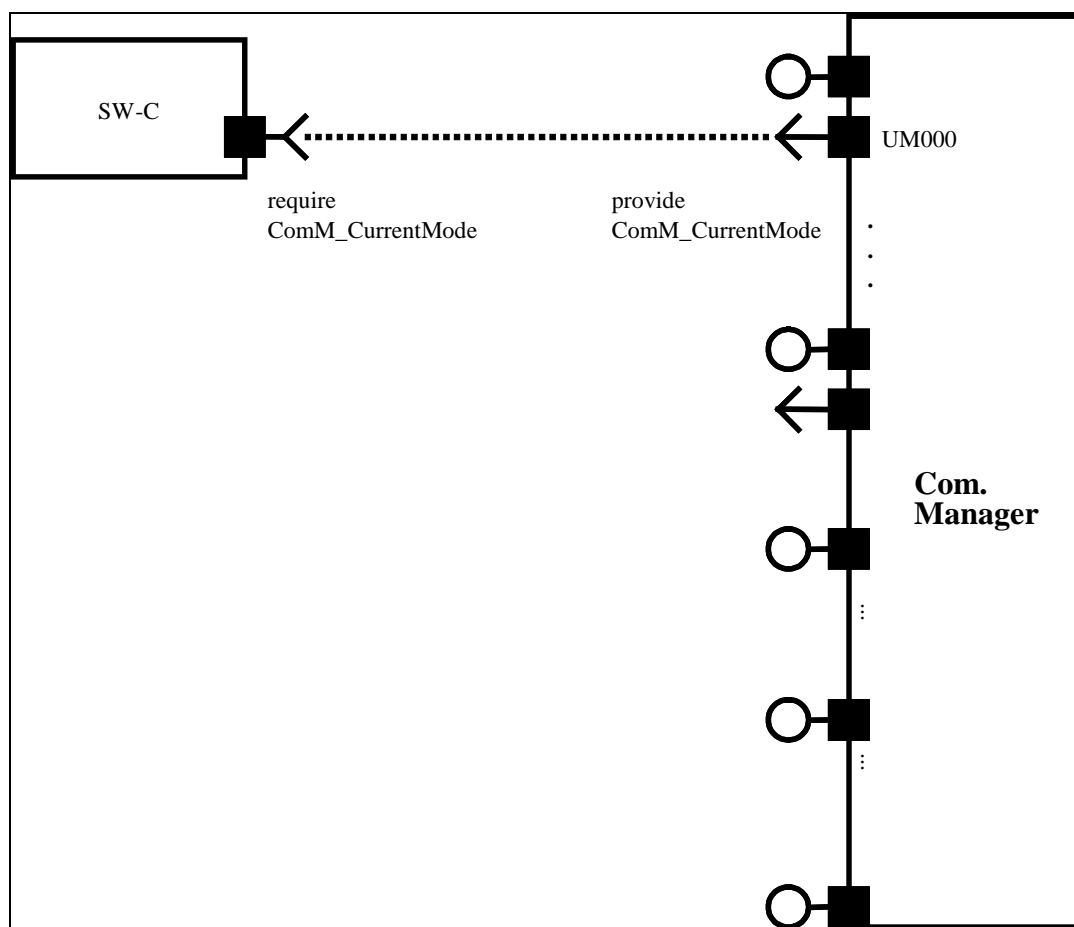 SW-C
UM000
require
ComM_CurrentMode
provide
ComM_CurrentMode
Com.
Manager